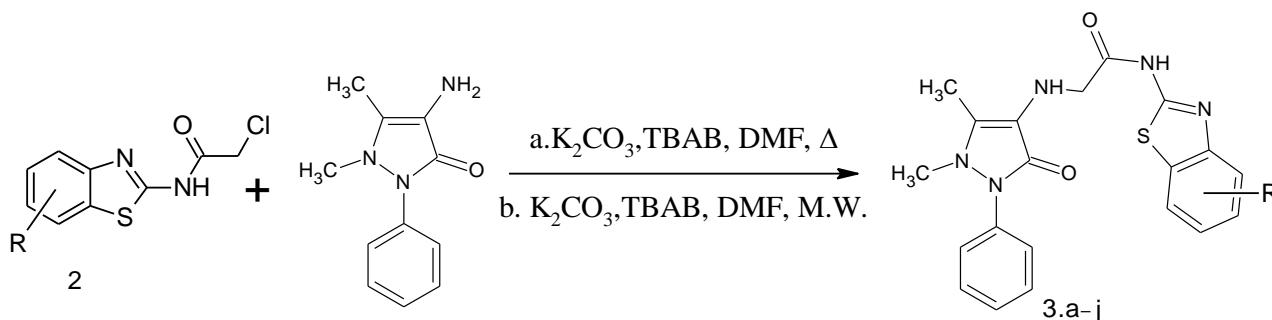 O
Cl
N
NH
S
R
2
+
H₃C
NH₂
H₃C
N
N
O
a.K₂CO₃,TBAB, DMF, Δ
b. K₂CO₃,TBAB, DMF, M.W.
O
NH
NH
H₃C
N
S
H₃C
N
N
O
R
3.a-j